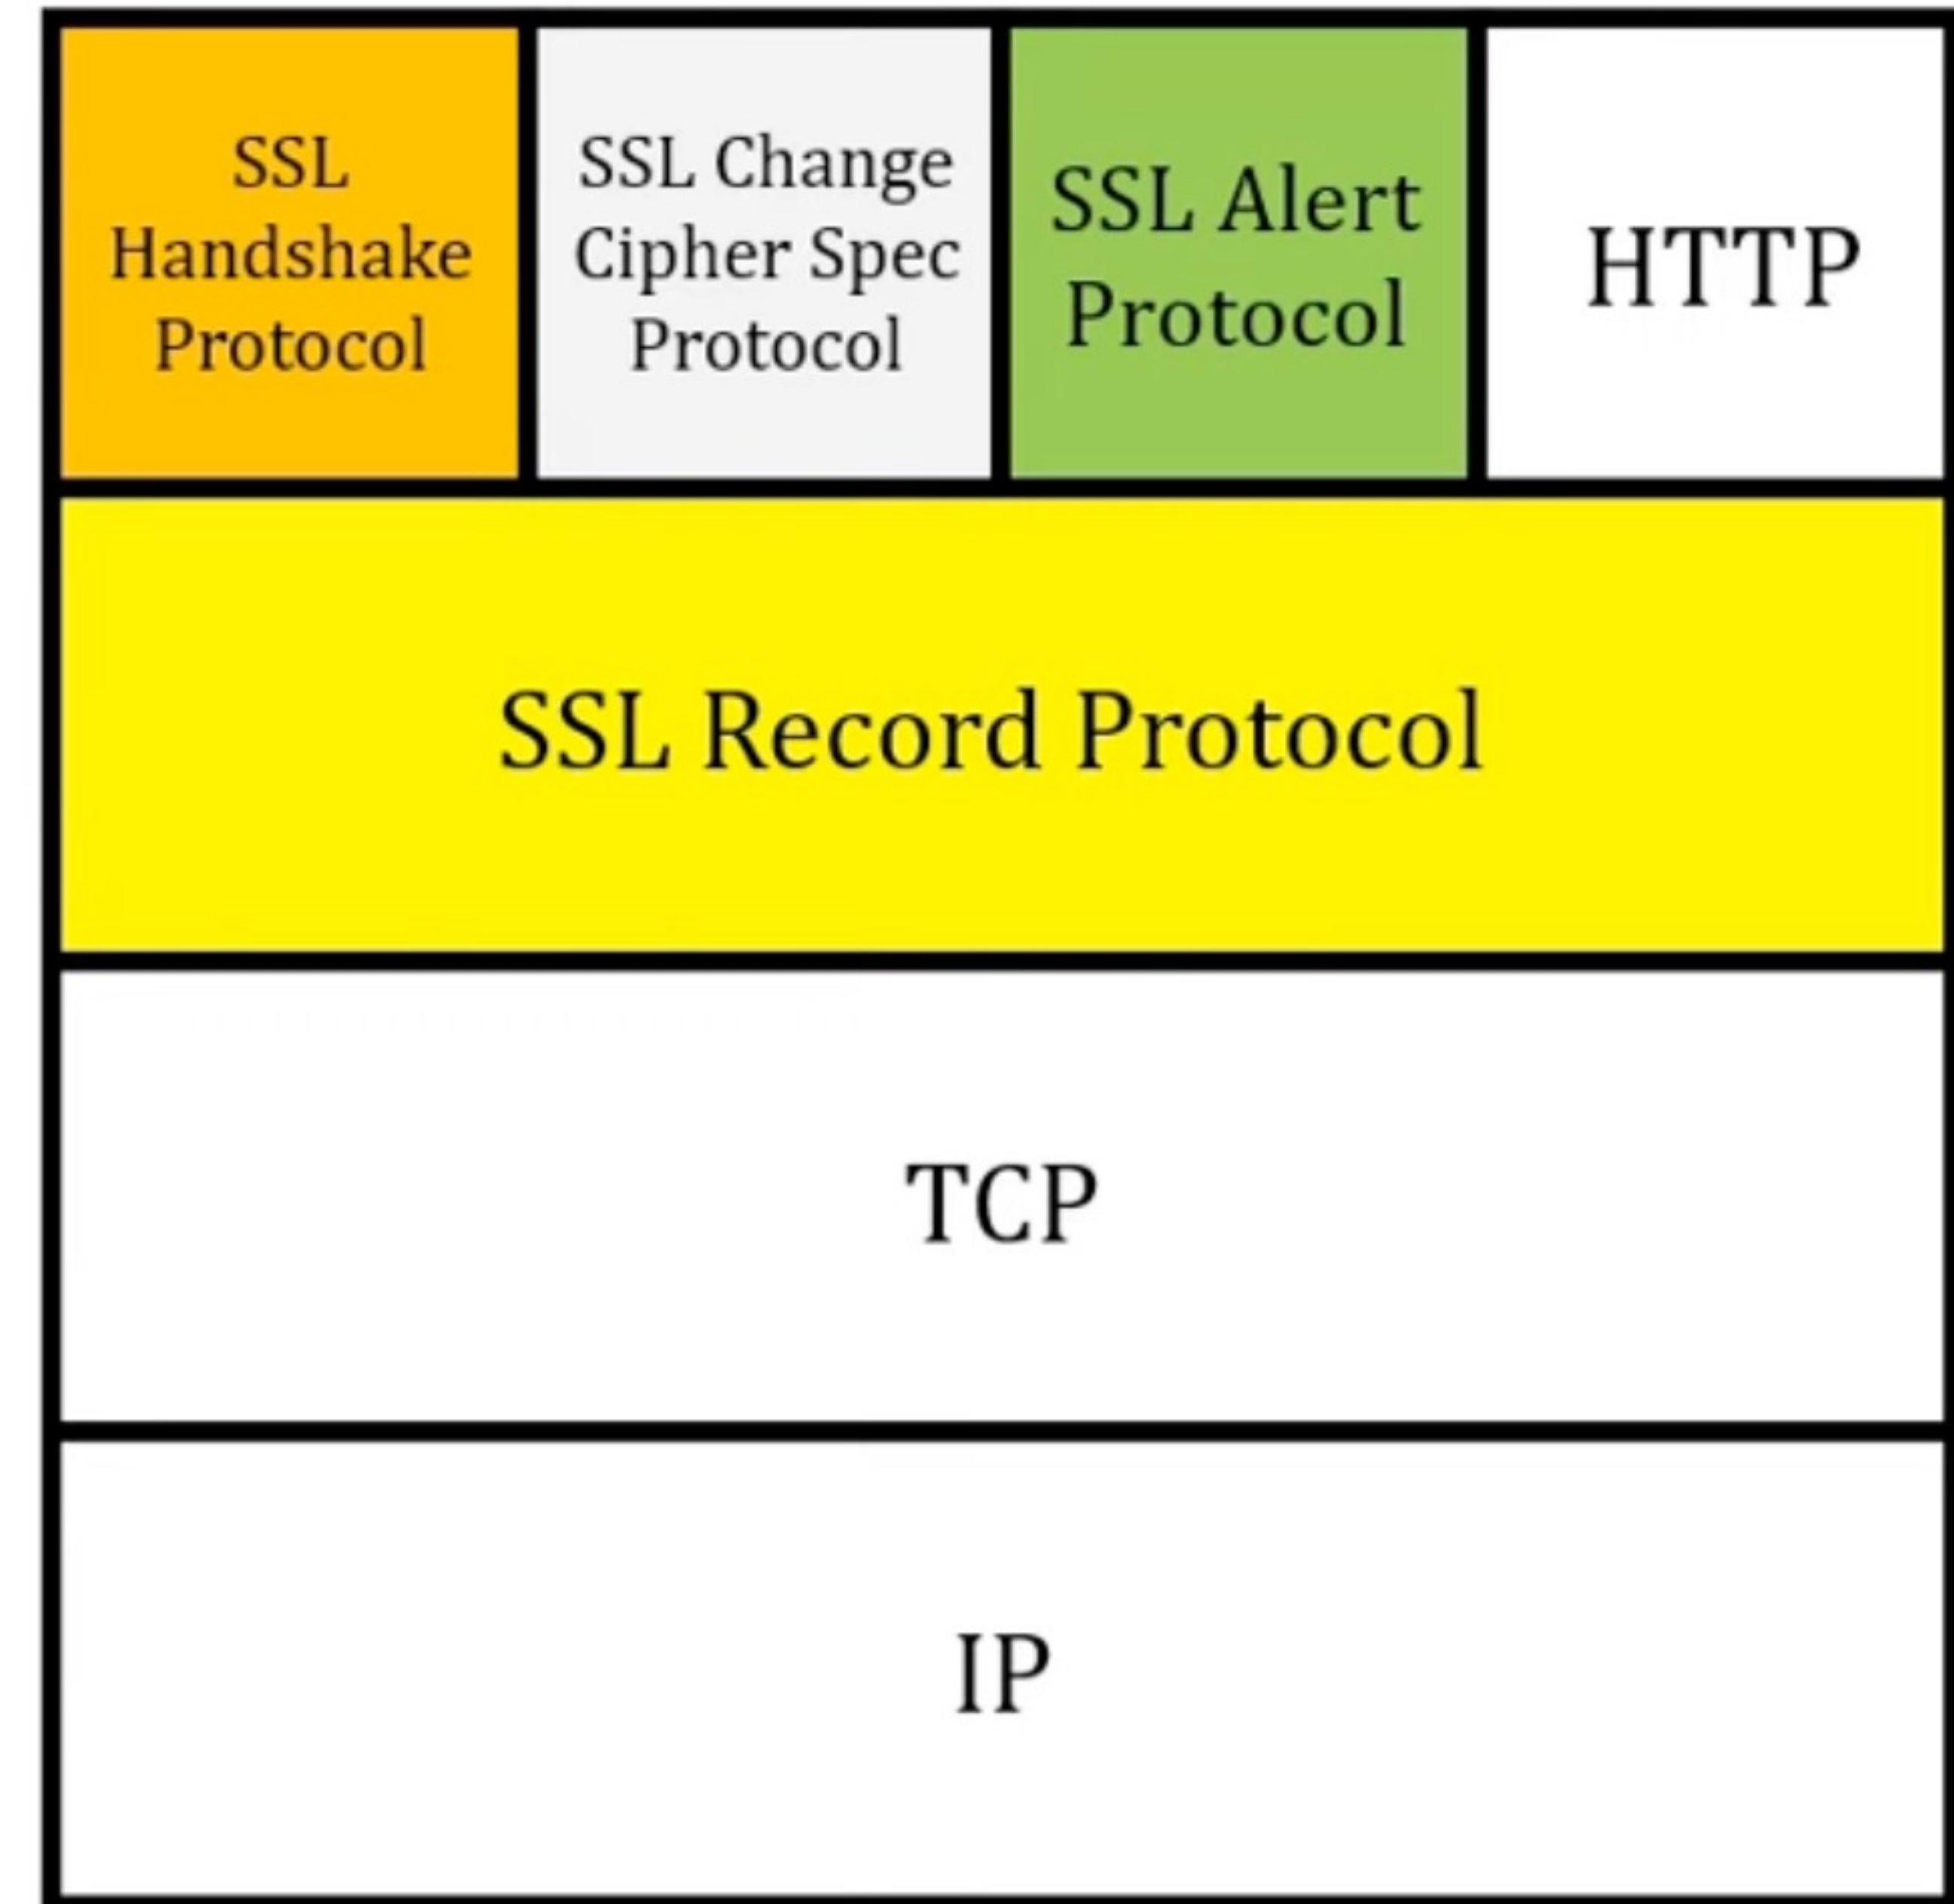 SSL
Handshake
Protocol
SSL Change
Cipher Spec
Protocol
SSL Alert
Protocol
HTTP
SSL Record Protocol
TCP
IP